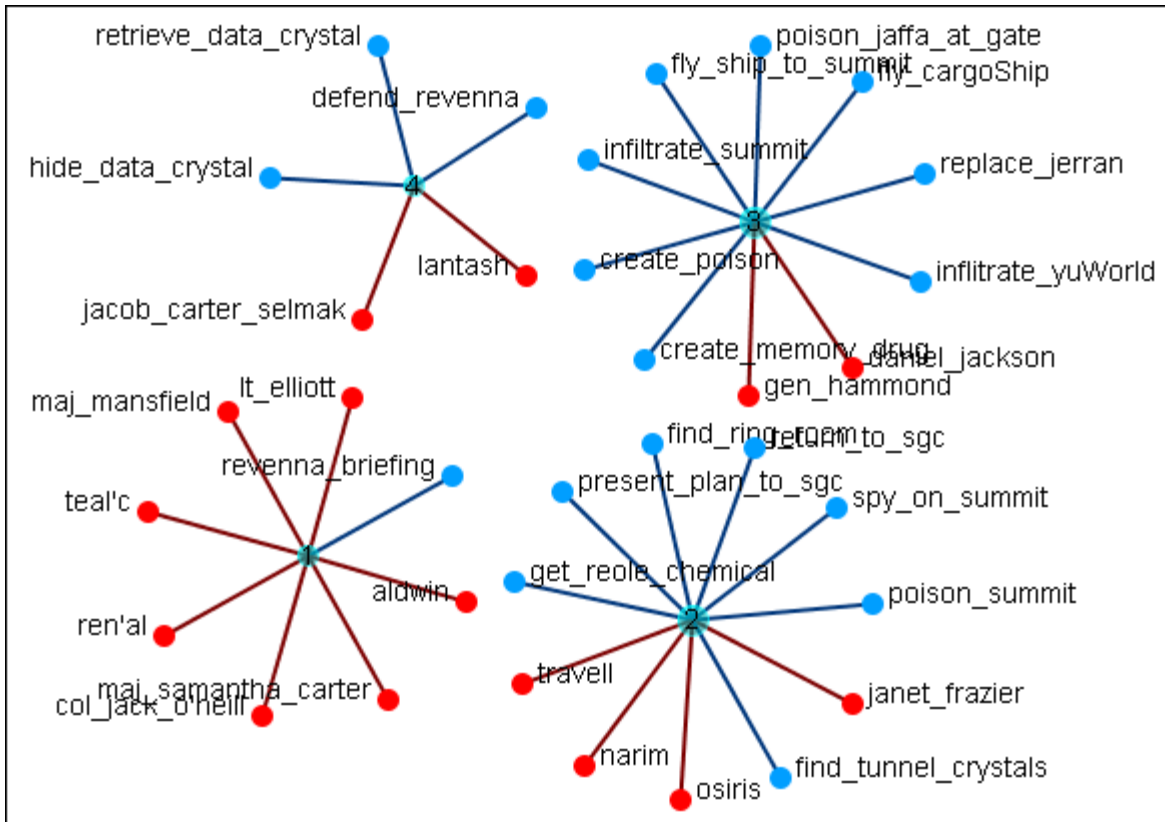 retrieve_data_crystal
defend_revenna
hide_data_crystal
4
lantash
jacob_carter_selmak
poison_jaffa_at_gate
fly_ship_to_summit
fly_cargoShip
infiltrate_summit
replace_jerran
3
create_poison
inflitrate_yuWorld
create_memory_drug
daniel_jackson
gen_hammond
lt_elliott
maj_mansfield
revenna_briefing
teal'c
1
aldwin
ren'al
maj_samantha_carter
col_jack_o'neill
find_ring_room
return_to_sgc
present_plan_to_sgc
spy_on_summit
get_reole_chemical
poison_summit
2
travell
janet_frazier
narim
find_tunnel_crystals
osiris